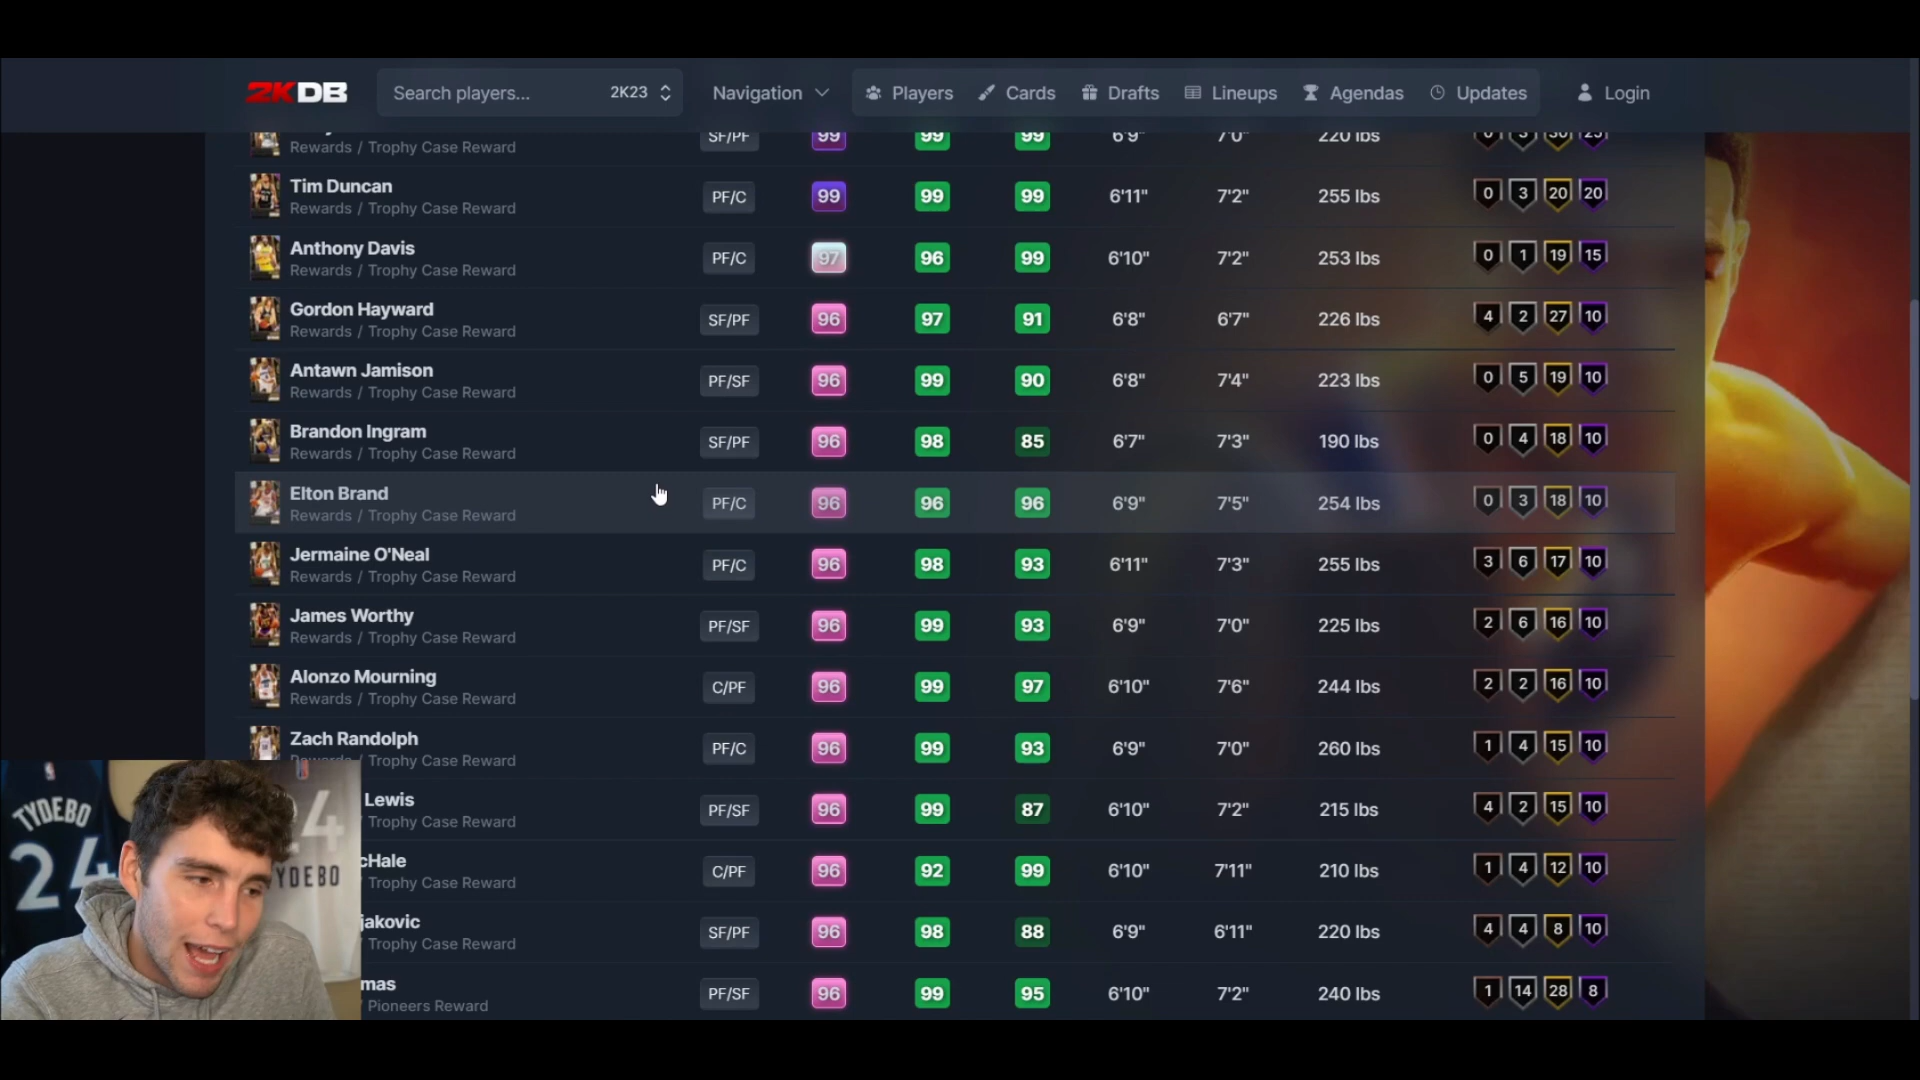 2KDB Search players... 2K23 Navigation Players Cards Drafts Lineups Agendas Updates Login
SF/PF 99 99 99 6'9" 7'0" 220 lbs
Rewards / Trophy Case Reward
Tim Duncan
Rewards / Trophy Case Reward
PF/C 99 99 99 6'11" 7'2" 255 lbs 0 3 20 20
Anthony Davis
Rewards / Trophy Case Reward
PF/C 97 96 99 6'10" 7'2" 253 lbs 0 1 19 15
Gordon Hayward
Rewards / Trophy Case Reward
SF/PF 96 97 91 6'8" 6'7" 226 lbs 4 2 27 10
Antawn Jamison
Rewards / Trophy Case Reward
PF/SF 96 99 90 6'8" 7'4" 223 lbs 0 5 19 10
Brandon Ingram
Rewards / Trophy Case Reward
SF/PF 96 98 85 6'7" 7'3" 190 lbs 0 4 18 10
Elton Brand
Rewards / Trophy Case Reward
PF/C 96 96 96 6'9" 7'5" 254 lbs 0 3 18 10
Jermaine O'Neal
Rewards / Trophy Case Reward
PF/C 96 98 93 6'11" 7'3" 255 lbs 3 6 17 10
James Worthy
Rewards / Trophy Case Reward
PF/SF 96 99 93 6'9" 7'0" 225 lbs 2 6 16 10
Alonzo Mourning
Rewards / Trophy Case Reward
C/PF 96 99 97 6'10" 7'6" 244 lbs 2 2 16 10
Zach Randolph
Rewards / Trophy Case Reward
PF/C 96 99 93 6'9" 7'0" 260 lbs 1 4 15 10
Lewis
Trophy Case Reward
PF/SF 96 99 87 6'10" 7'2" 215 lbs 4 2 15 10
cHale
Trophy Case Reward
C/PF 96 92 99 6'10" 7'11" 210 lbs 1 4 12 10
jakovic
Trophy Case Reward
SF/PF 96 98 88 6'9" 6'11" 220 lbs 4 4 8 10
mas
Pioneers Reward
PF/SF 96 99 95 6'10" 7'2" 240 lbs 1 14 28 8
TYDEBO
24
24
YDEBO